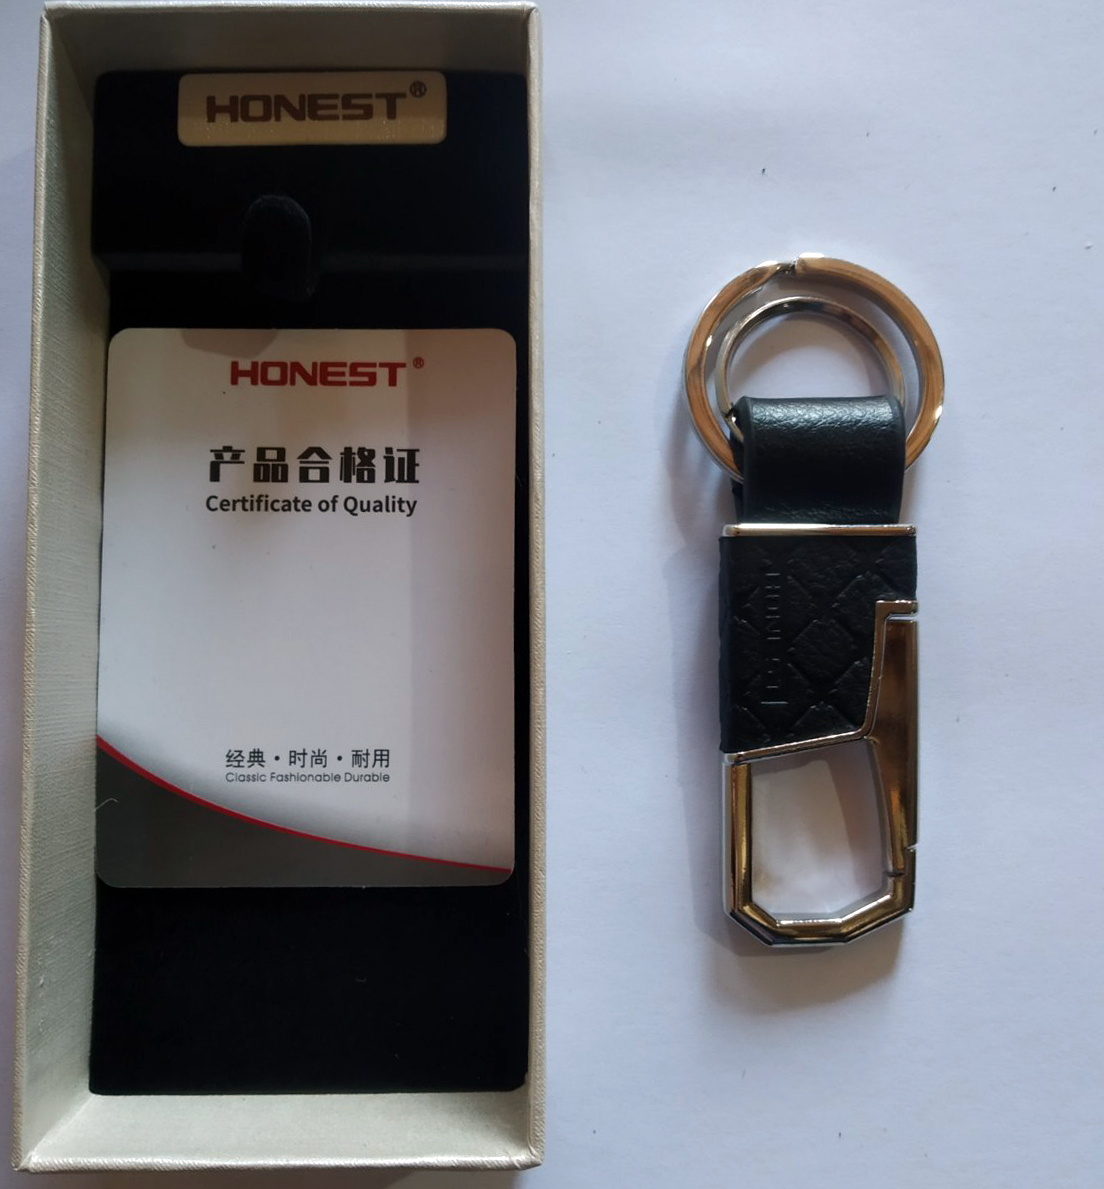 HONEST®
HONEST®
产品合格证
Certificate of Quality
经典·时尚·耐用
Classic Fashionable Durable
HONEST